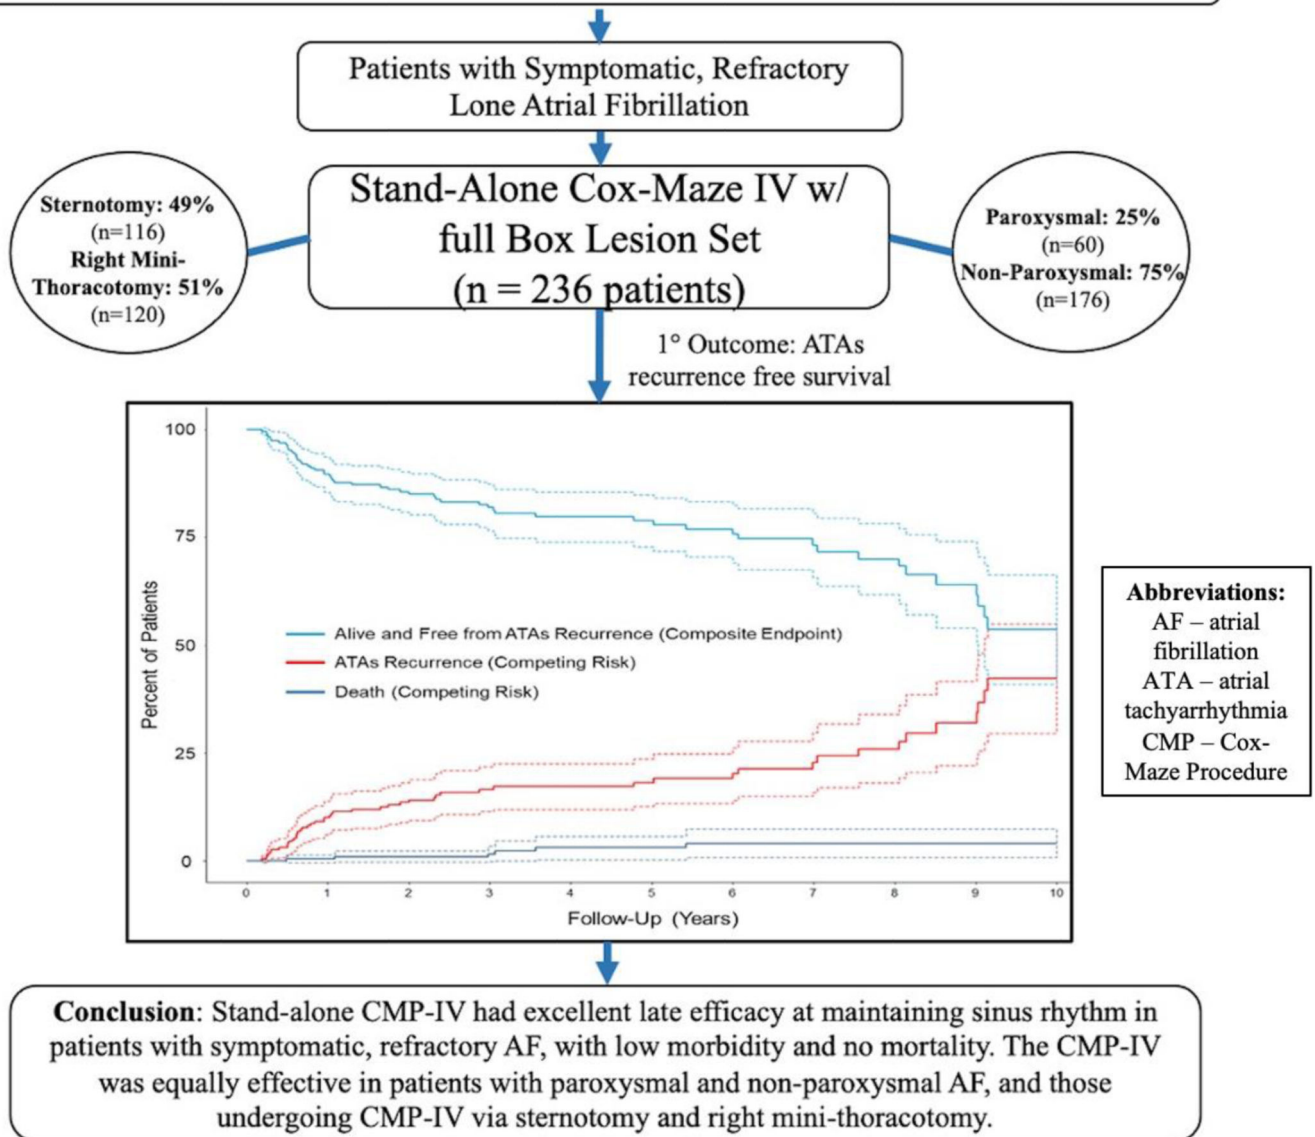 Patients with Symptomatic, Refractory
Lone Atrial Fibrillation
Sternotomy: 49%
(n=116)
Right Mini-
Thoracotomy: 51%
(n=120)
Stand-Alone Cox-Maze IV w/
full Box Lesion Set
(n = 236 patients)
Paroxysmal: 25%
(n=60)
Non-Paroxysmal: 75%
(n=176)
1° Outcome: ATAs
recurrence free survival
Percent of Patients
100
75
50
25
0
Alive and Free from ATAs Recurrence (Composite Endpoint)
ATAs Recurrence (Competing Risk)
Death (Competing Risk)
0 1 2 3 4 5 6 7 8 9 10
Follow-Up (Years)
Abbreviations:
AF – atrial
fibrillation
ATA – atrial
tachyarrhythmia
CMP – Cox-
Maze Procedure
Conclusion: Stand-alone CMP-IV had excellent late efficacy at maintaining sinus rhythm in
patients with symptomatic, refractory AF, with low morbidity and no mortality. The CMP-IV
was equally effective in patients with paroxysmal and non-paroxysmal AF, and those
undergoing CMP-IV via sternotomy and right mini-thoracotomy.